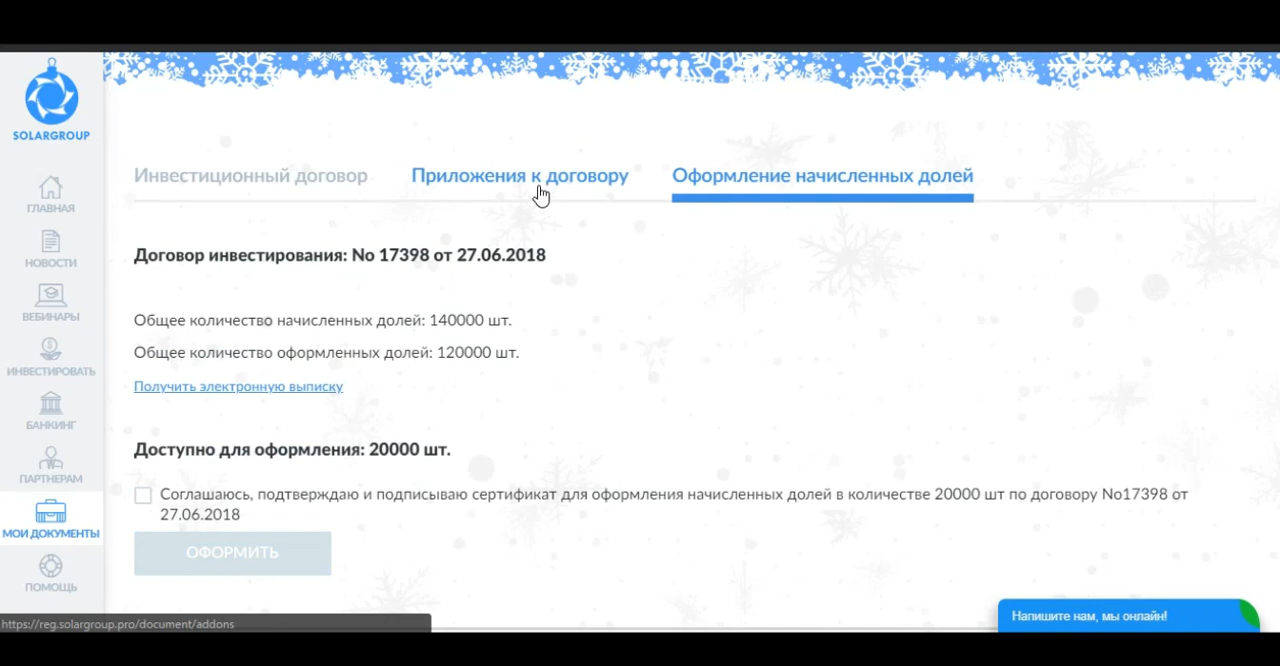 SOLARGROUP
ГЛАВНАЯ
НОВОСТИ
ВЕБИНАРЫ
ИНВЕСТИРОВАТЬ
БАНКИНГ
ПАРТНЕРАМ
МОИ ДОКУМЕНТЫ
ПОМОЩЬ
Инвестиционный договор
Приложения к договору
Оформление начисленных долей
Договор инвестирования: No 17398 от 27.06.2018
Общее количество начисленных долей: 140000 шт.
Общее количество оформленных долей: 120000 шт.
Получить электронную выписку
Доступно для оформления: 20000 шт.
Соглашаюсь, подтверждаю и подписываю сертификат для оформления начисленных долей в количестве 20000 шт по договору No17398 от
27.06.2018
ОФОРМИТЬ
https://reg.solargroup.pro/document/addons
Напишите нам, мы онлайн!